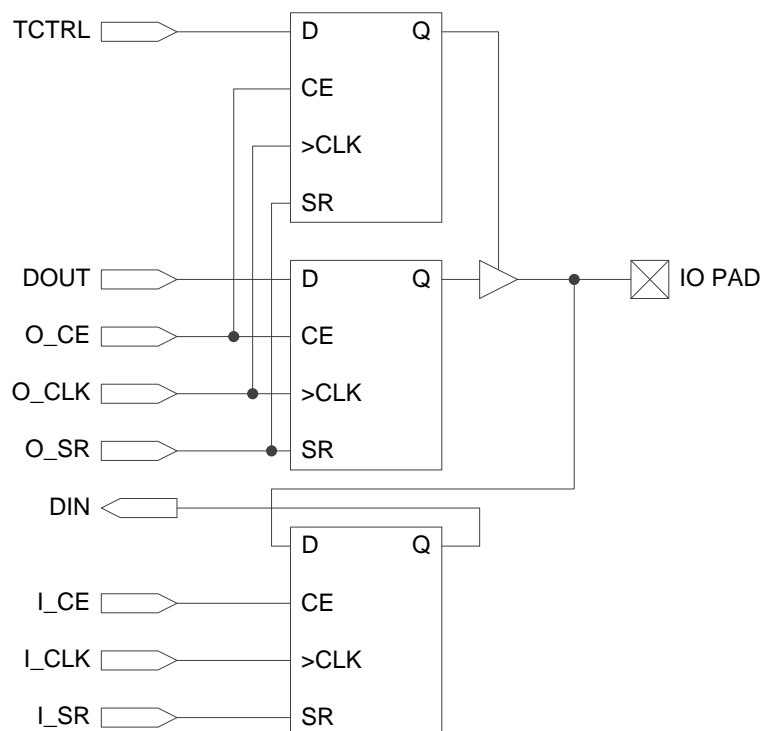 TCTRL
D Q
CE
>CLK
SR
DOUT
D Q
IO PAD
O_CE
CE
O_CLK
>CLK
O_SR
SR
DIN
D Q
I_CE
CE
I_CLK
>CLK
I_SR
SR